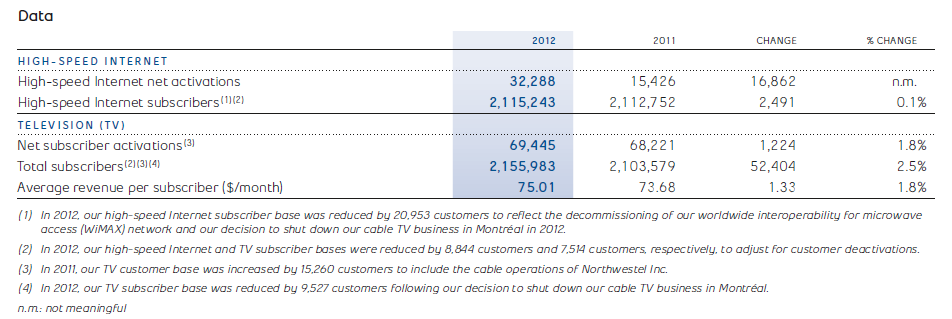 Data
2012 2011 CHANGE % CHANGE
HIGH-SPEED INTERNET
High-speed Internet net activations 32,288 15,426 16,862 n.m.
High-speed Internet subscribers(1)(2) 2,115,243 2,112,752 2,491 0.1%
TELEVISION (TV)
Net subscriber activations(3) 69,445 68,221 1,224 1.8%
Total subscribers(2)(3)(4) 2,155,983 2,103,579 52,404 2.5%
Average revenue per subscriber ($/month) 75.01 73.68 1.33 1.8%
(1) In 2012, our high-speed Internet subscriber base was reduced by 20,953 customers to reflect the decommissioning of our worldwide interoperability for microwave
access (WiMAX) network and our decision to shut down our cable TV business in Montréal in 2012.
(2) In 2012, our high-speed Internet and TV subscriber bases were reduced by 8,844 customers and 7,514 customers, respectively, to adjust for customer deactivations.
(3) In 2011, our TV customer base was increased by 15,260 customers to include the cable operations of Northwestel Inc.
(4) In 2012, our TV subscriber base was reduced by 9,527 customers following our decision to shut down our cable TV business in Montréal.
n.m.: not meaningful